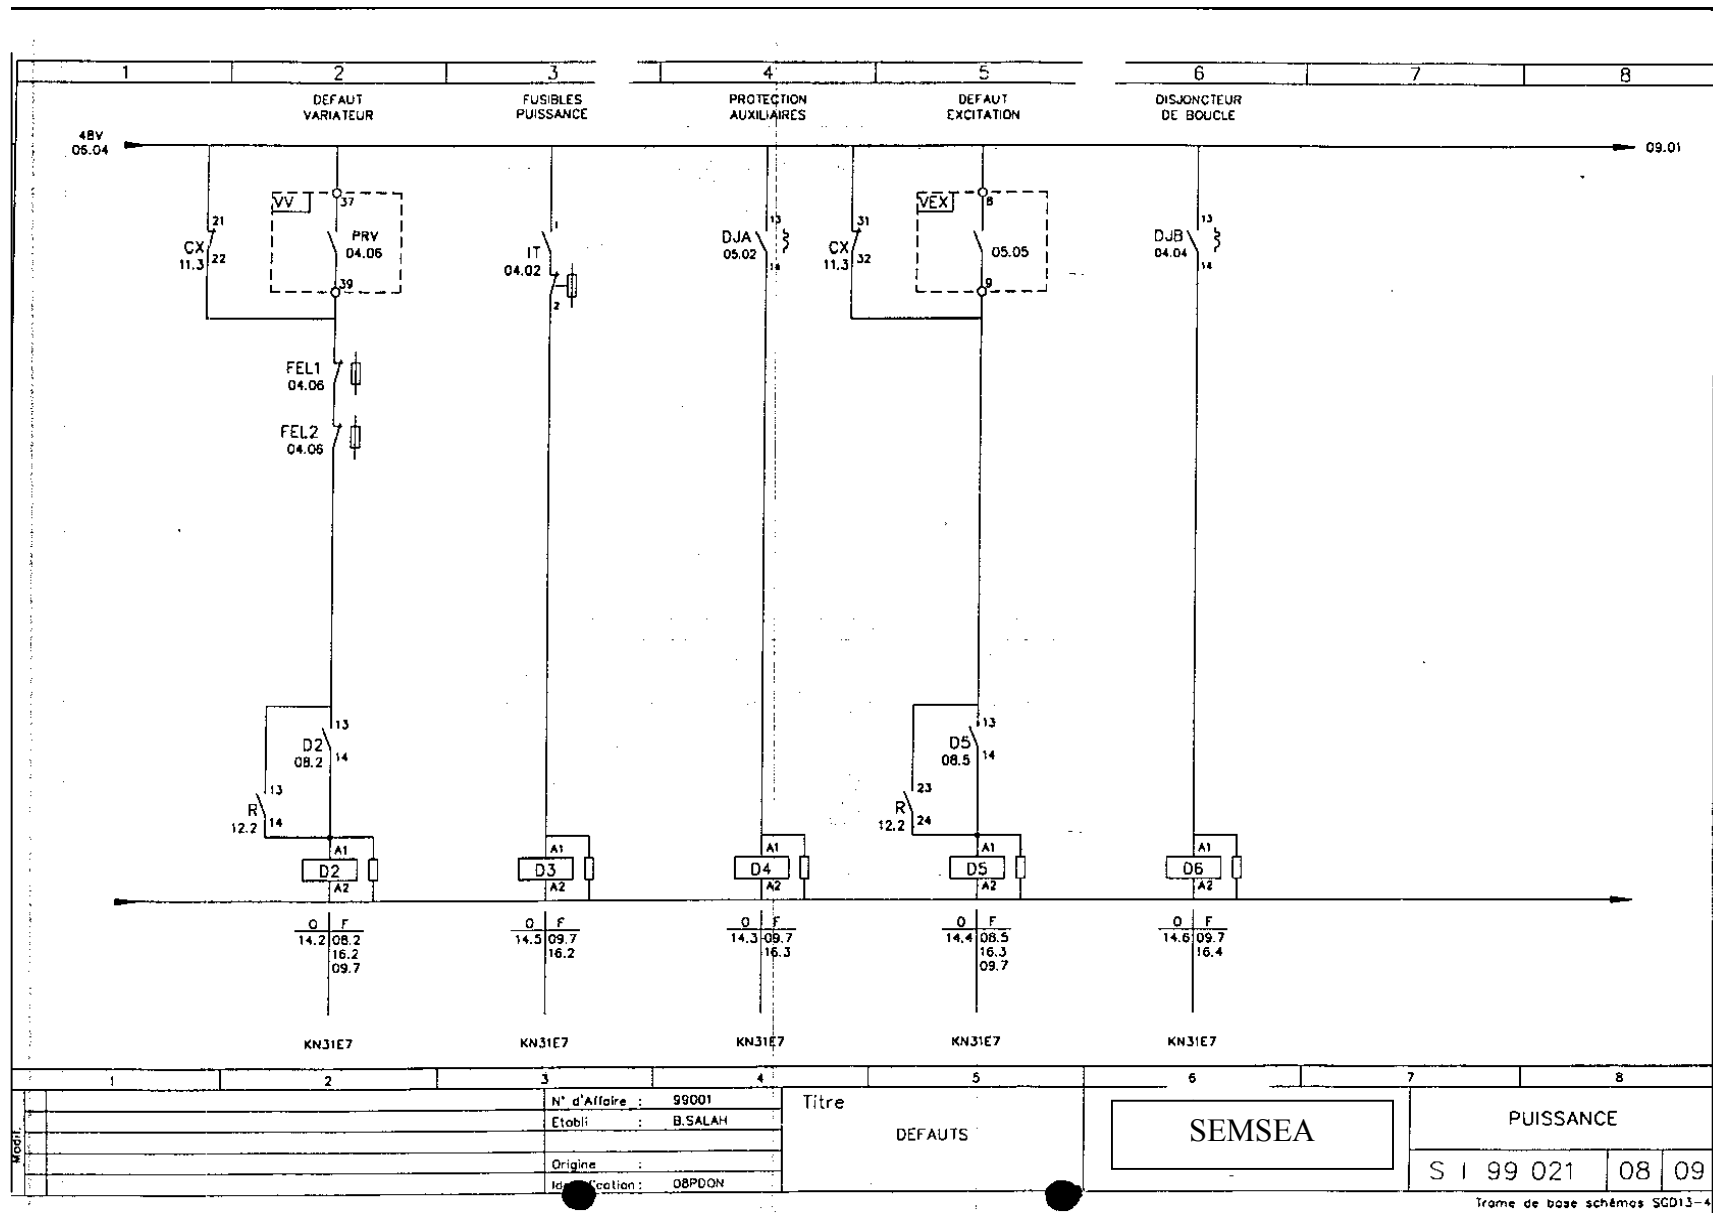 1 2 3 4 5 6 7 8
DEFAUT
VARIATEUR
FUSIBLES
PUISSANCE
PROTECTION
AUXILIAIRES
DEFAUT
EXCITATION
DISJONCTEUR
DE BOUCLE
48V
06.04
09.01
21
CX
11.3
22
VV
37
PRV
04.06
39
1
IT
04.02
2
13
DJA
05.02
14
31
CX
11.3
32
VEX
8
05.05
9
13
DJB
04.04
14
FEL1
04.06
FEL2
04.06
13
D2
08.2
14
13
R
12.2
14
13
D5
08.5
14
23
R
12.2
24
A1
D2
A2
A1
D3
A2
A1
D4
A2
A1
D5
A2
A1
D6
A2
O F
14.2 08.2
16.2
09.7
O F
14.5 09.7
16.2
O F
14.3 09.7
16.3
O F
14.4 08.5
16.3
09.7
O F
14.6 09.7
16.4
KN31E7 KN31E7 KN31E7 KN31E7 KN31E7
1 2 3 4 5 6 7 8
Modif.
N° d'Affaire : 99001
Etabli : B.SALAH
Origine :
08PDON
Titre
DEFAUTS
SEMSEA
PUISSANCE
S I 99 021 08 09
Trame de base schémas SGD13-4